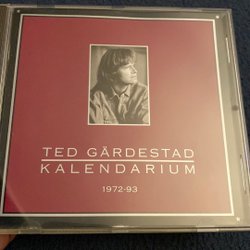 TED GÄRDESTAD
KALENDARIUM
1972-93